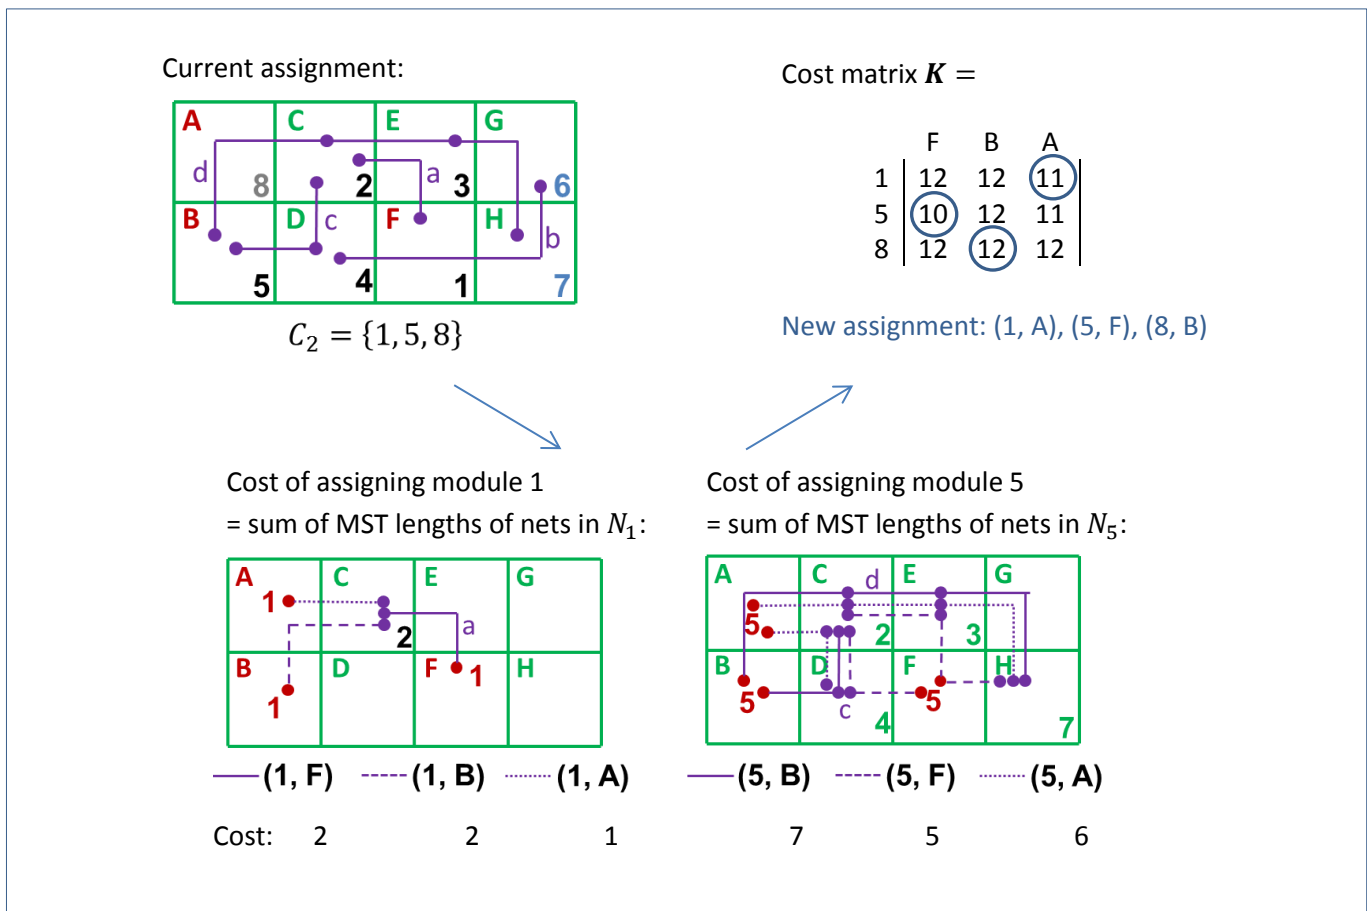 Current assignment:
A C E G
d a
8 2 3 6
B D F H
c b
5 4 1 7
C₂ = {1, 5, 8}
Cost matrix K =
F B A
1 12 12 11
5 10 12 11
8 12 12 12
New assignment: (1, A), (5, F), (8, B)
Cost of assigning module 1
= sum of MST lengths of nets in N₁:
A C E G
1
2 a
B D F 1 H
1
(1, F) (1, B) (1, A)
Cost: 2 2 1
Cost of assigning module 5
= sum of MST lengths of nets in N₅:
A C d E G
5 2 3
B D F H
5 c 4 5 7
(5, B) (5, F) (5, A)
7 5 6